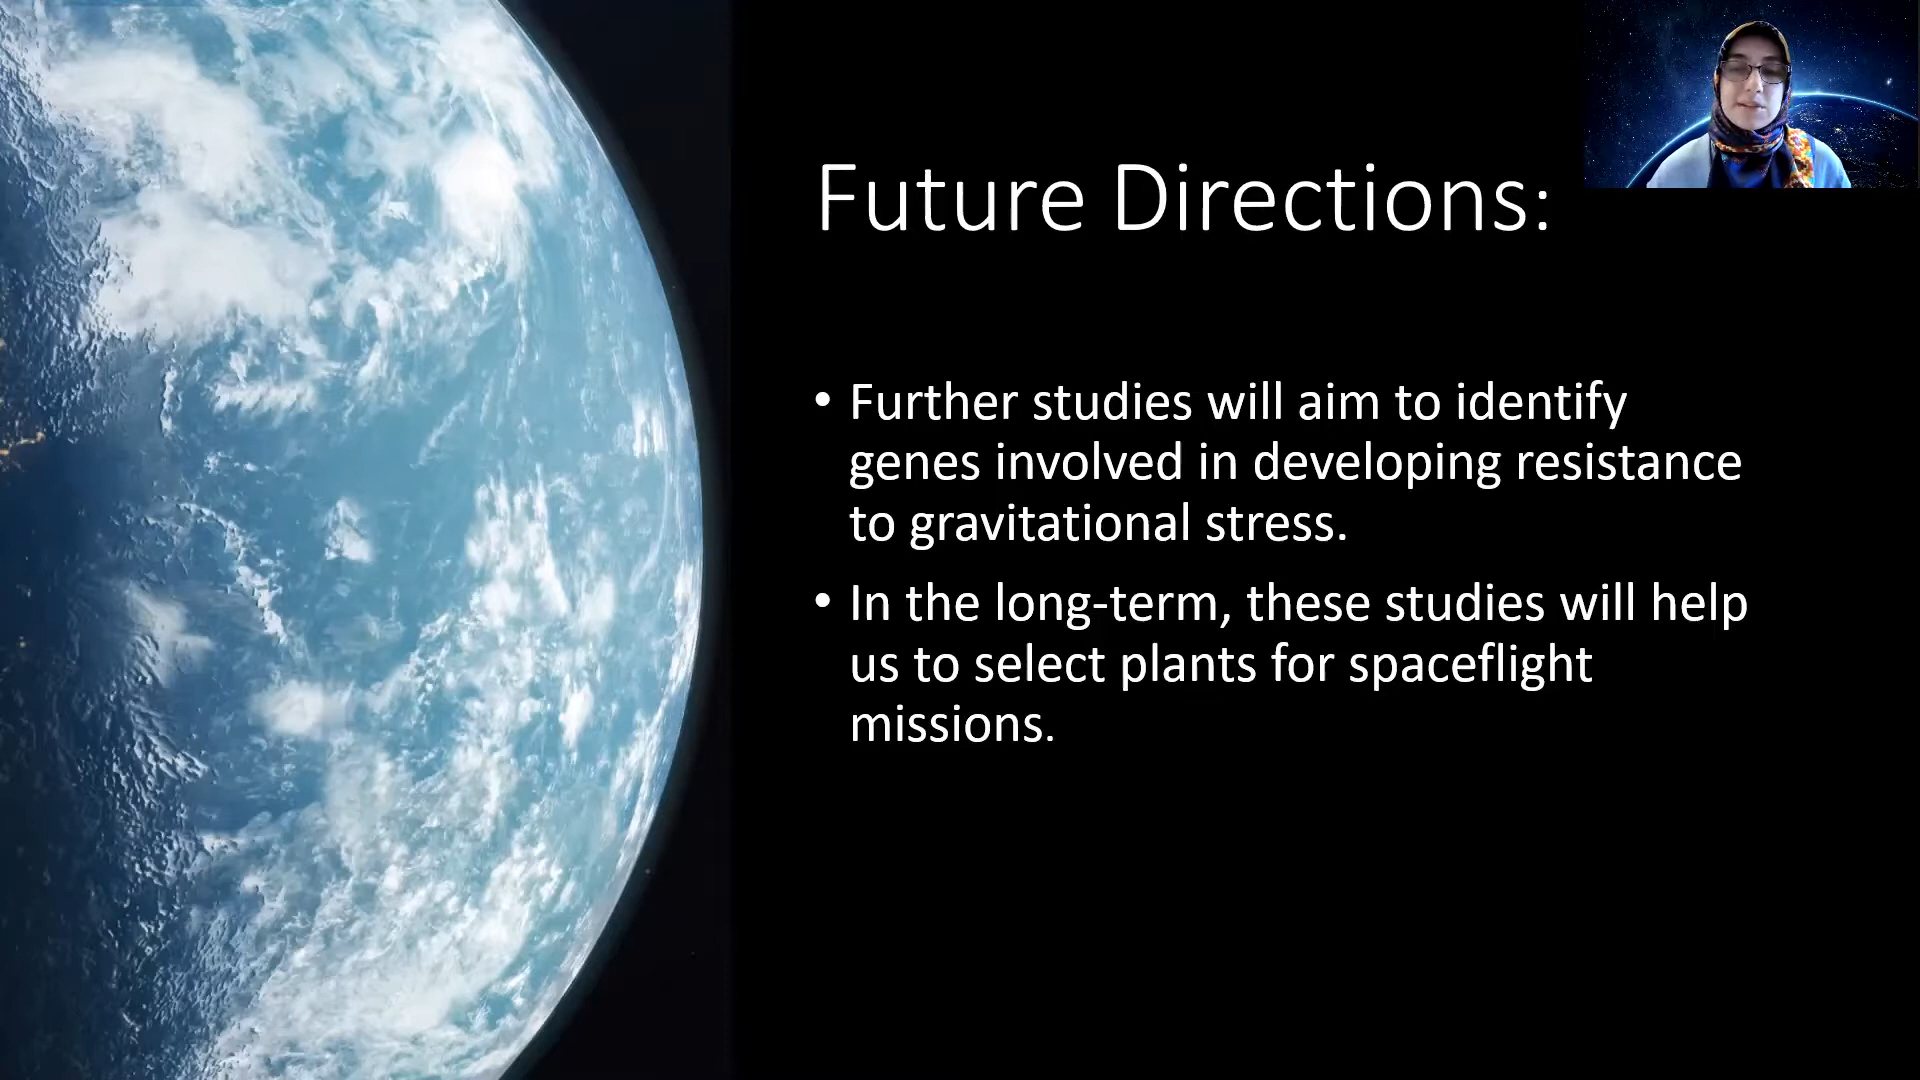 Future Directions:
• Further studies will aim to identify
genes involved in developing resistance
to gravitational stress.
• In the long-term, these studies will help
us to select plants for spaceflight
missions.